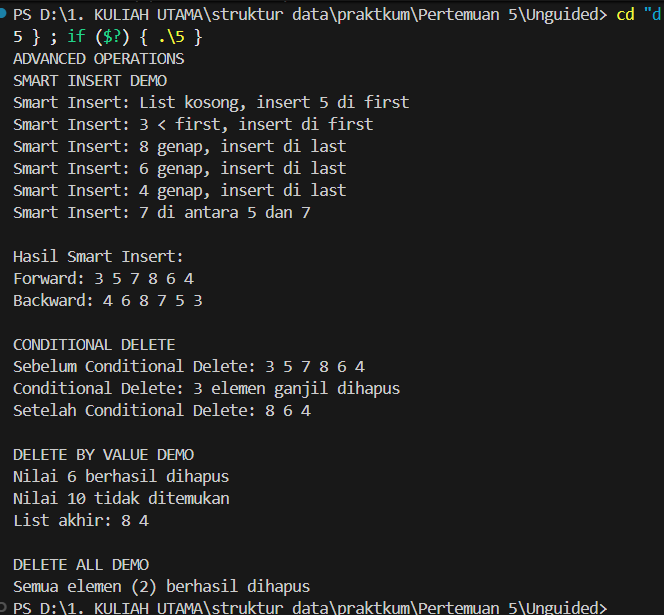 PS D:\1. KULIAH UTAMA\struktur data\praktkum\Pertemuan 5\Unguided> cd "d
5 } ; if ($?) { .\5 }
ADVANCED OPERATIONS
SMART INSERT DEMO
Smart Insert: List kosong, insert 5 di first
Smart Insert: 3 < first, insert di first
Smart Insert: 8 genap, insert di last
Smart Insert: 6 genap, insert di last
Smart Insert: 4 genap, insert di last
Smart Insert: 7 di antara 5 dan 7

Hasil Smart Insert:
Forward: 3 5 7 8 6 4
Backward: 4 6 8 7 5 3

CONDITIONAL DELETE
Sebelum Conditional Delete: 3 5 7 8 6 4
Conditional Delete: 3 elemen ganjil dihapus
Setelah Conditional Delete: 8 6 4

DELETE BY VALUE DEMO
Nilai 6 berhasil dihapus
Nilai 10 tidak ditemukan
List akhir: 8 4

DELETE ALL DEMO
Semua elemen (2) berhasil dihapus
PS D:\1. KULIAH UTAMA\struktur data\praktkum\Pertemuan 5\Unguided>